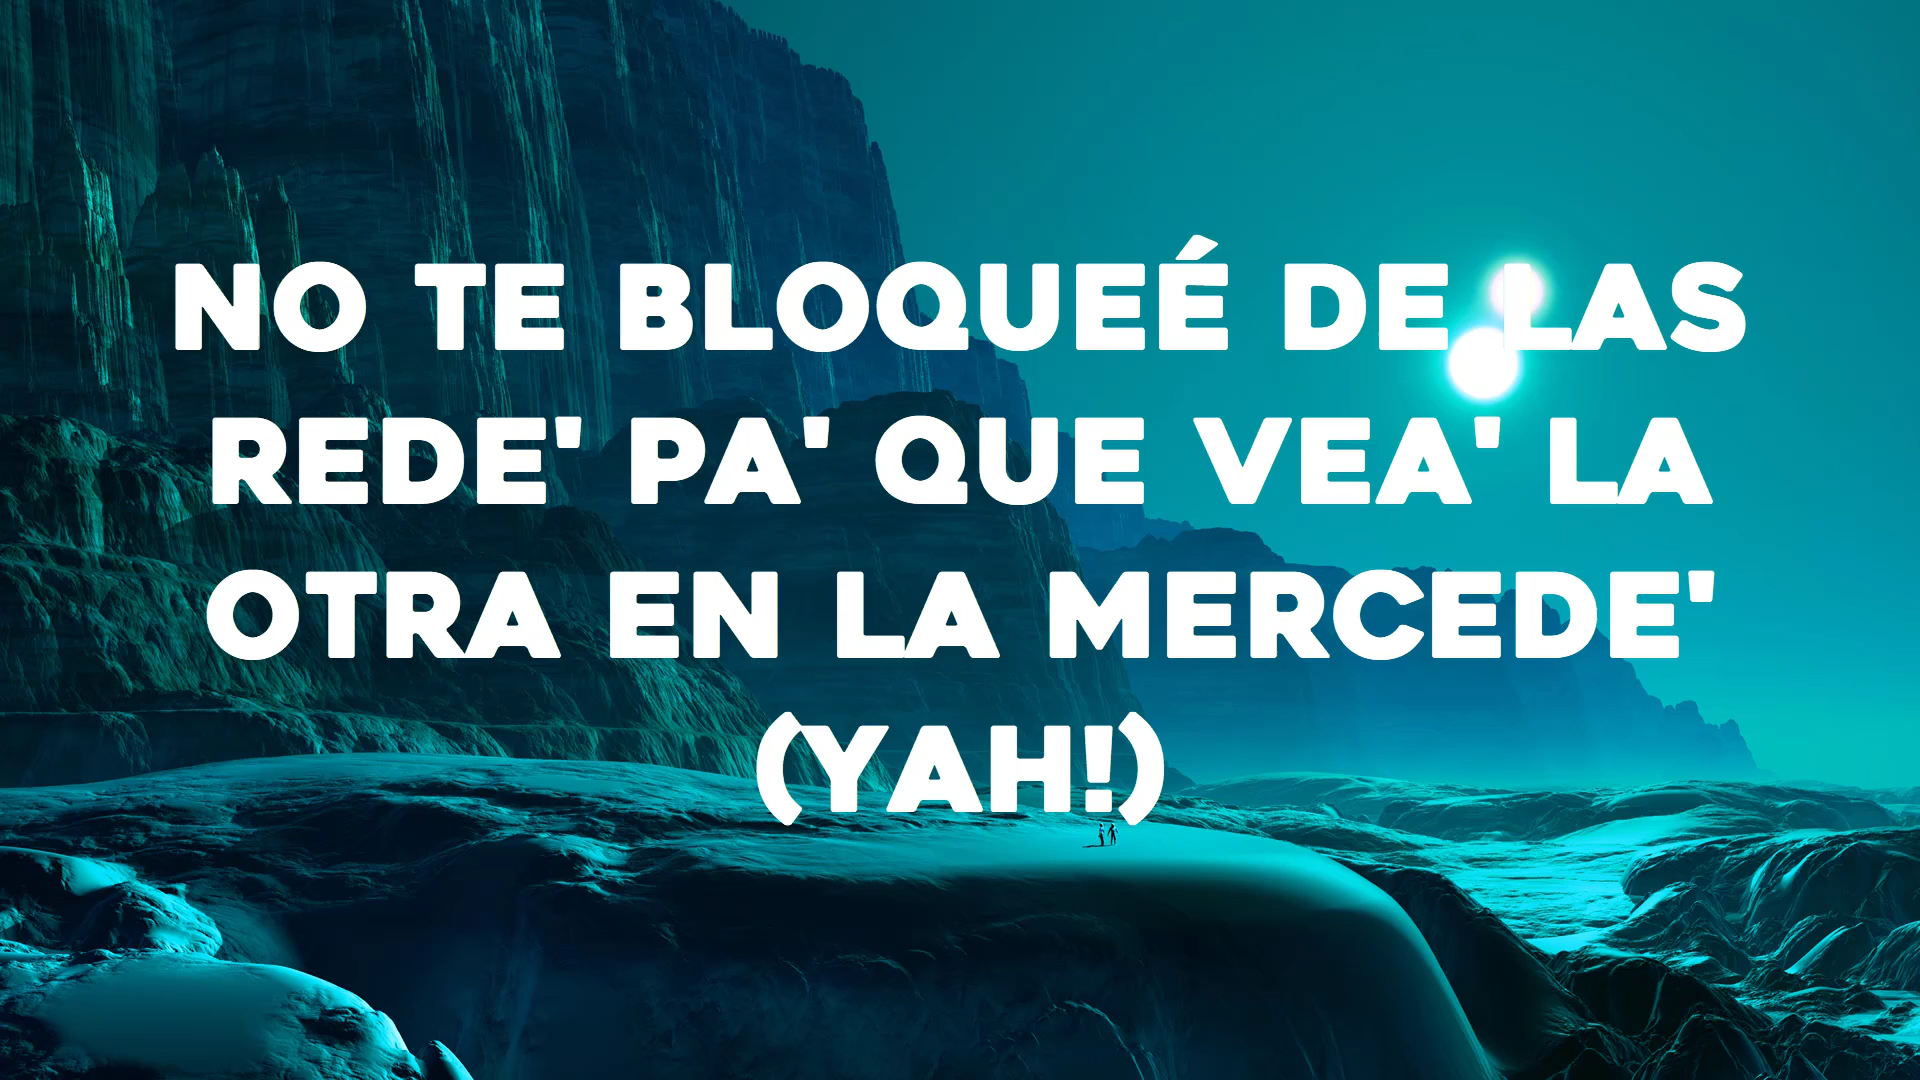 NO TE BLOQUEÉ DE LAS
REDE' PA' QUE VEA' LA
OTRA EN LA MERCEDE'
(YAH!)